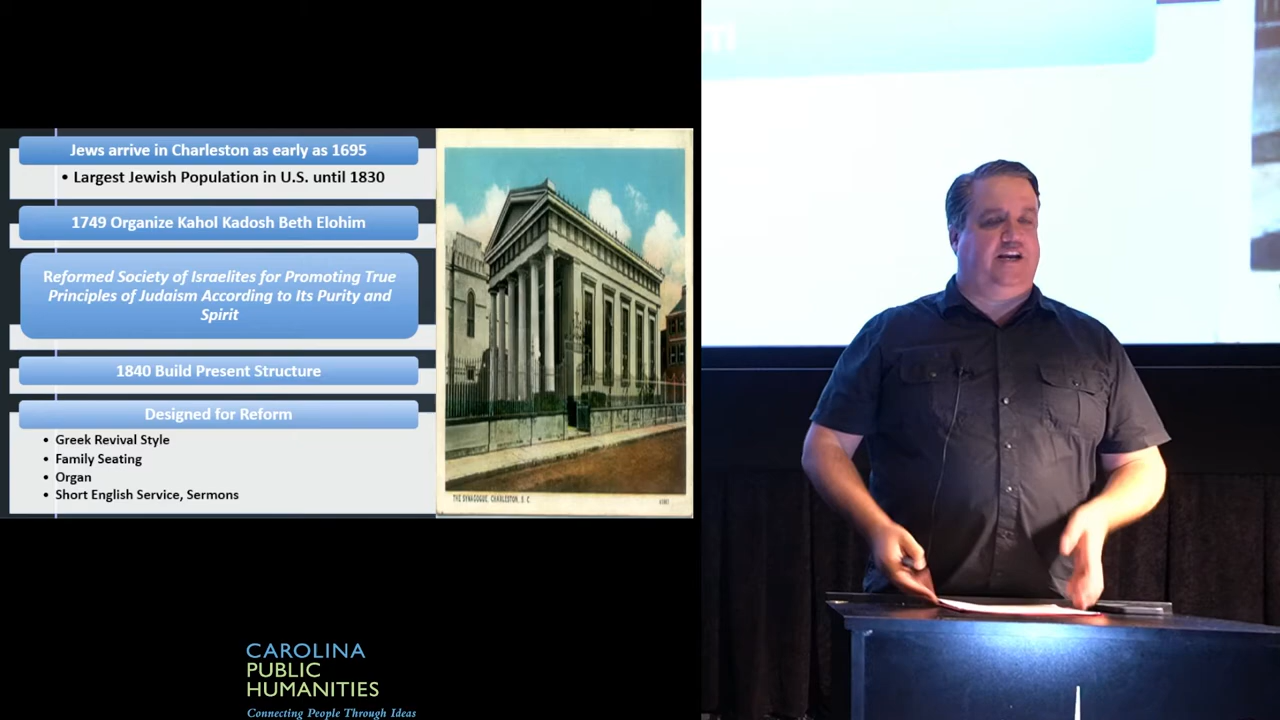 Jews arrive in Charleston as early as 1695
• Largest Jewish Population in U.S. until 1830
1749 Organize Kahol Kadosh Beth Elohim
Reformed Society of Israelites for Promoting True
Principles of Judaism According to Its Purity and
Spirit
1840 Build Present Structure
Designed for Reform
• Greek Revival Style
• Family Seating
• Organ
• Short English Service, Sermons
THE SYNAGOGUE, CHARLESTON, S. C.
CAROLINA
PUBLIC
HUMANITIES
Connecting People Through Ideas